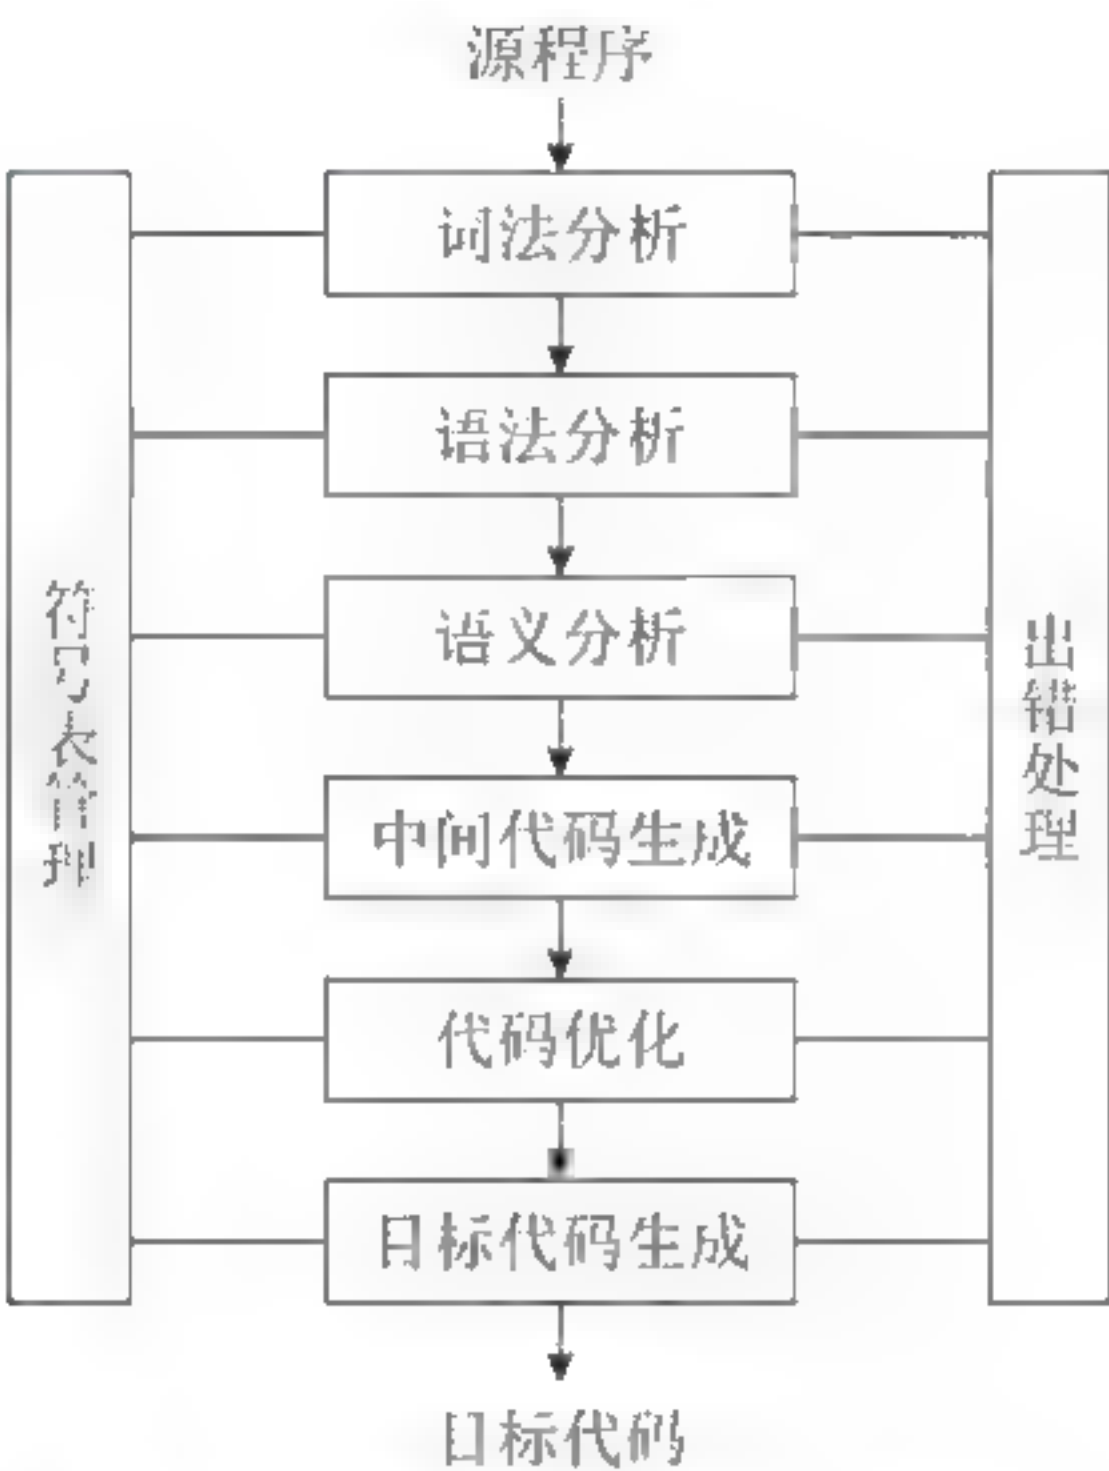 源程序
词法分析
语法分析
语义分析
中间代码生成
代码优化
目标代码生成
目标代码
符号表管理
出错处理